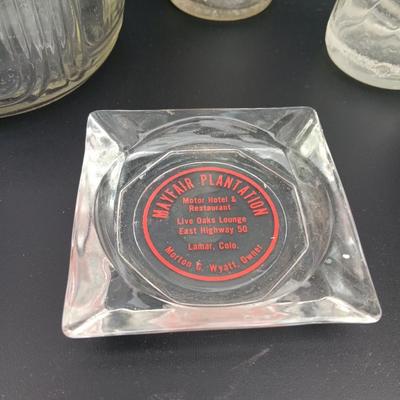 MAYFAIR PLANTATION
Motor Hotel &
Restaurant
Live Oaks Lounge
East Highway 50
Lamar, Colo.
Morton G. Wyatt, Owner